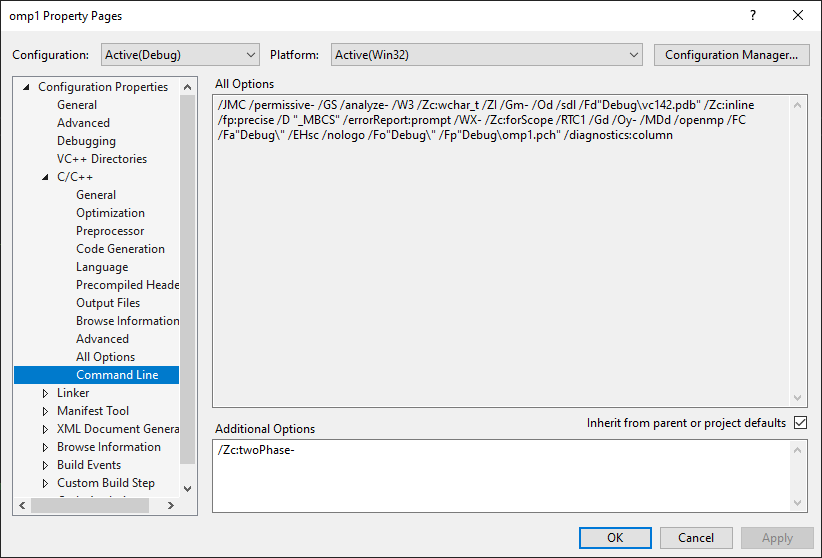 omp1 Property Pages
Configuration: Active(Debug) Platform: Active(Win32) Configuration Manager...
Configuration Properties
General
Advanced
Debugging
VC++ Directories
C/C++
General
Optimization
Preprocessor
Code Generation
Language
Precompiled Heade
Output Files
Browse Information
Advanced
All Options
Command Line
Linker
Manifest Tool
XML Document Genera
Browse Information
Build Events
Custom Build Step
All Options
/JMC /permissive- /GS /analyze- /W3 /Zc:wchar_t /ZI /Gm- /Od /sdl /Fd"Debug\vc142.pdb" /Zc:inline
/fp:precise /D "_MBCS" /errorReport:prompt /WX- /Zc:forScope /RTC1 /Gd /Oy- /MDd /openmp /FC
/Fa"Debug\" /EHsc /nologo /Fo"Debug\" /Fp"Debug\omp1.pch" /diagnostics:column
Inherit from parent or project defaults
Additional Options
/Zc:twoPhase-
OK Cancel Apply